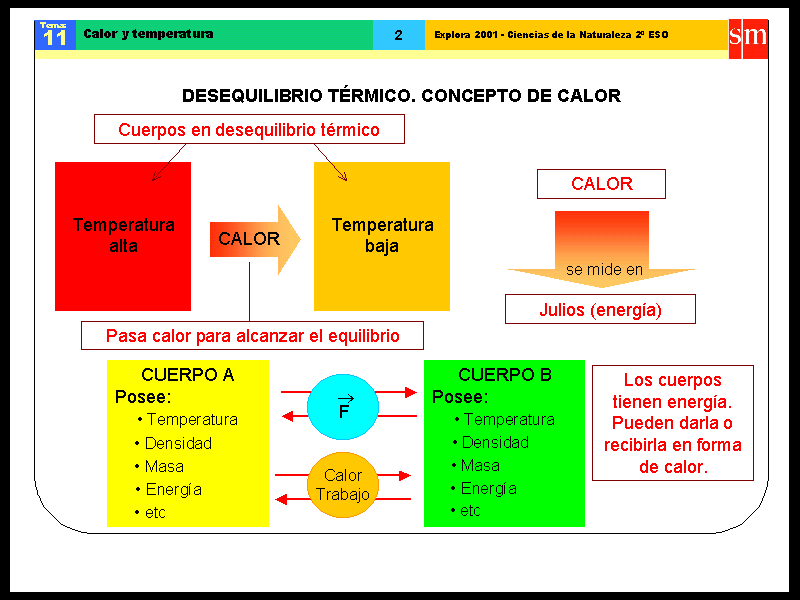 Tema:
11
Calor y temperatura
2
Explora 2001 - Ciencias de la Naturaleza 2º ESO
sm
DESEQUILIBRIO TÉRMICO. CONCEPTO DE CALOR
Cuerpos en desequilibrio térmico
Temperatura
alta
CALOR
Temperatura
baja
CALOR
se mide en
Julios (energía)
Pasa calor para alcanzar el equilibrio
CUERPO A
Posee:
• Temperatura
• Densidad
• Masa
• Energía
• etc
→
F
Calor
Trabajo
CUERPO B
Posee:
• Temperatura
• Densidad
• Masa
• Energía
• etc
Los cuerpos
tienen energía.
Pueden darla o
recibirla en forma
de calor.